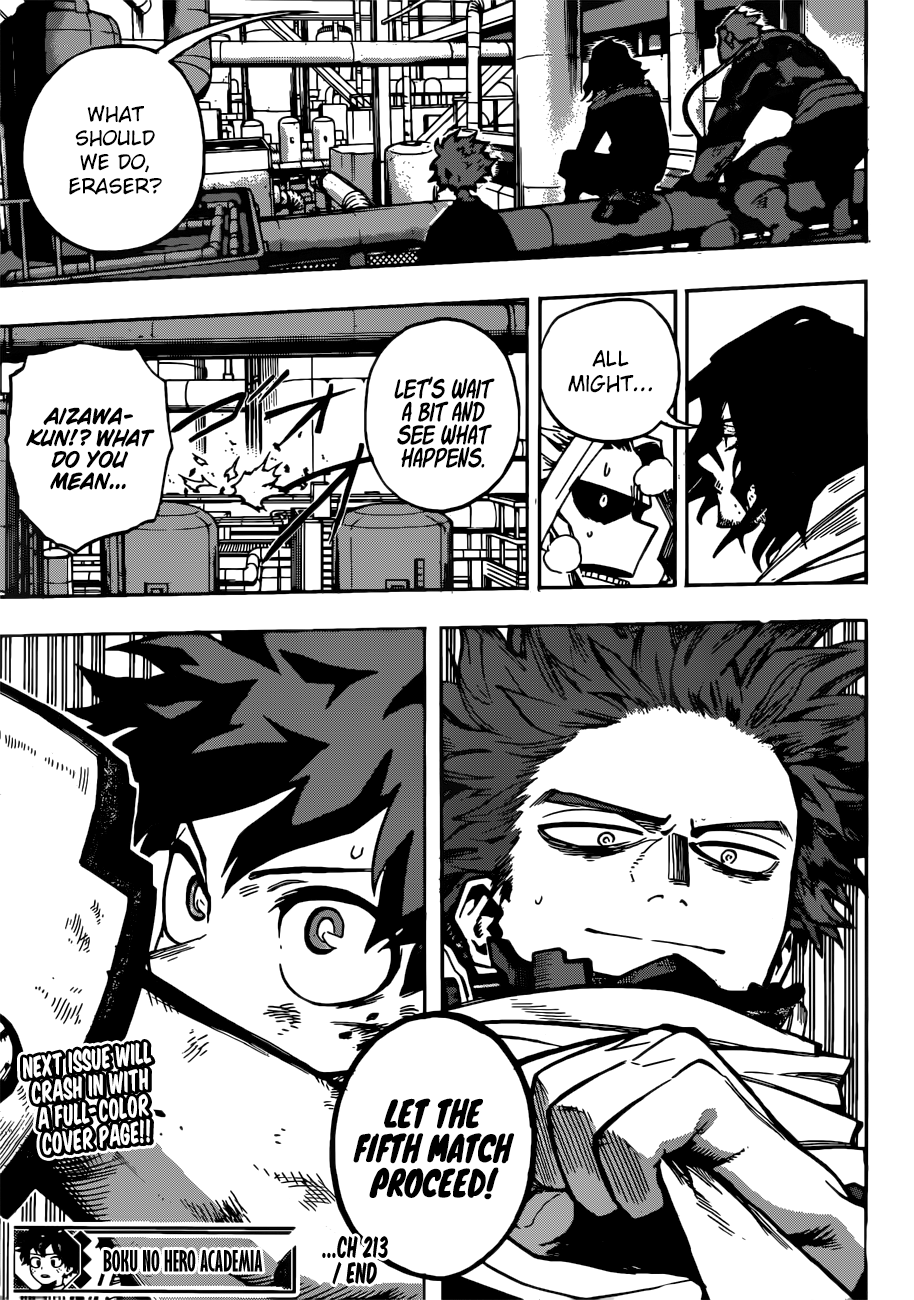 WHAT
SHOULD
WE DO,
ERASER?
ALL
MIGHT...
LET'S WAIT
A BIT AND
SEE WHAT
HAPPENS.
AIZAWA-
KUN!? WHAT
DO YOU
MEAN...
LET THE
FIFTH MATCH
PROCEED!
NEXT ISSUE WILL
CRASH IN WITH
A FULL-COLOR
COVER PAGE!!
BOKU NO HERO ACADEMIA
...CH 213
/ END